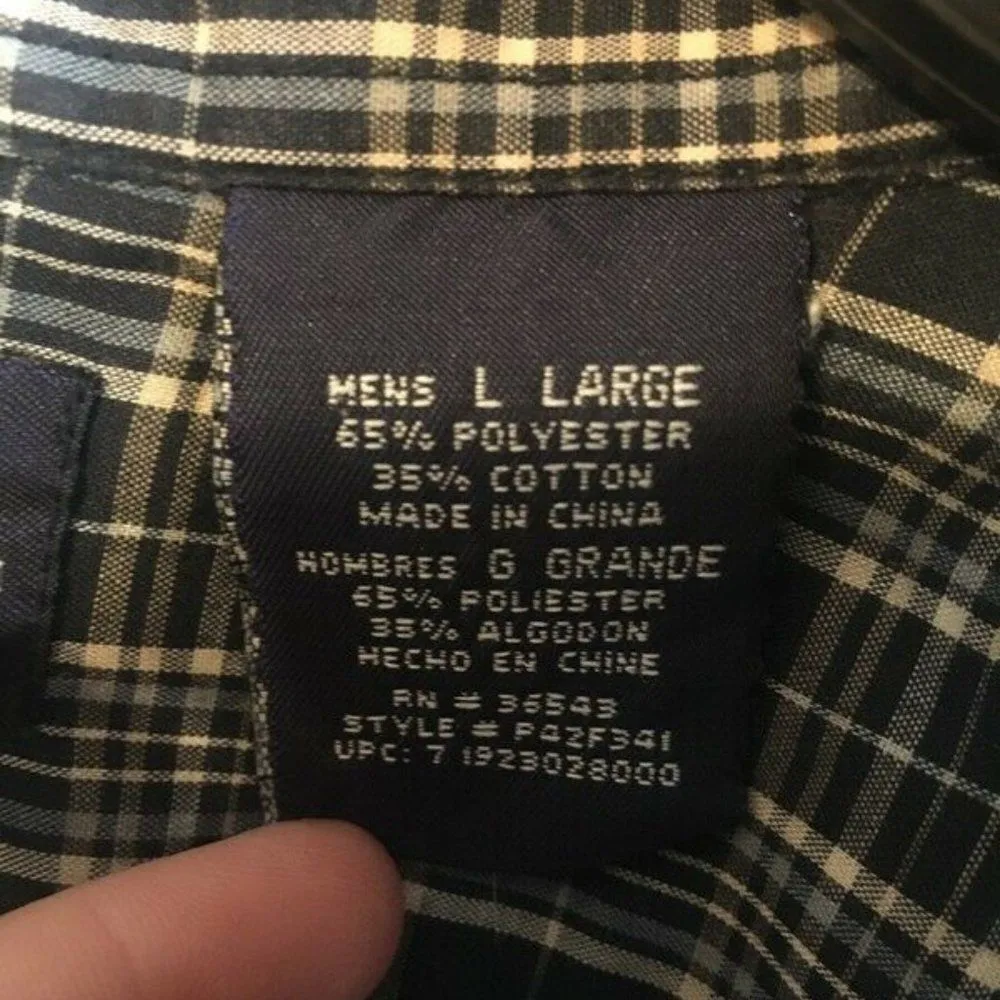 MENS L LARGE
65% POLYESTER
35% COTTON
MADE IN CHINA
HOMBRES G GRANDE
65% POLIESTER
35% ALGODON
HECHO EN CHINE
RN # 36543
STYLE # P42F341
UPC: 7 1923028000